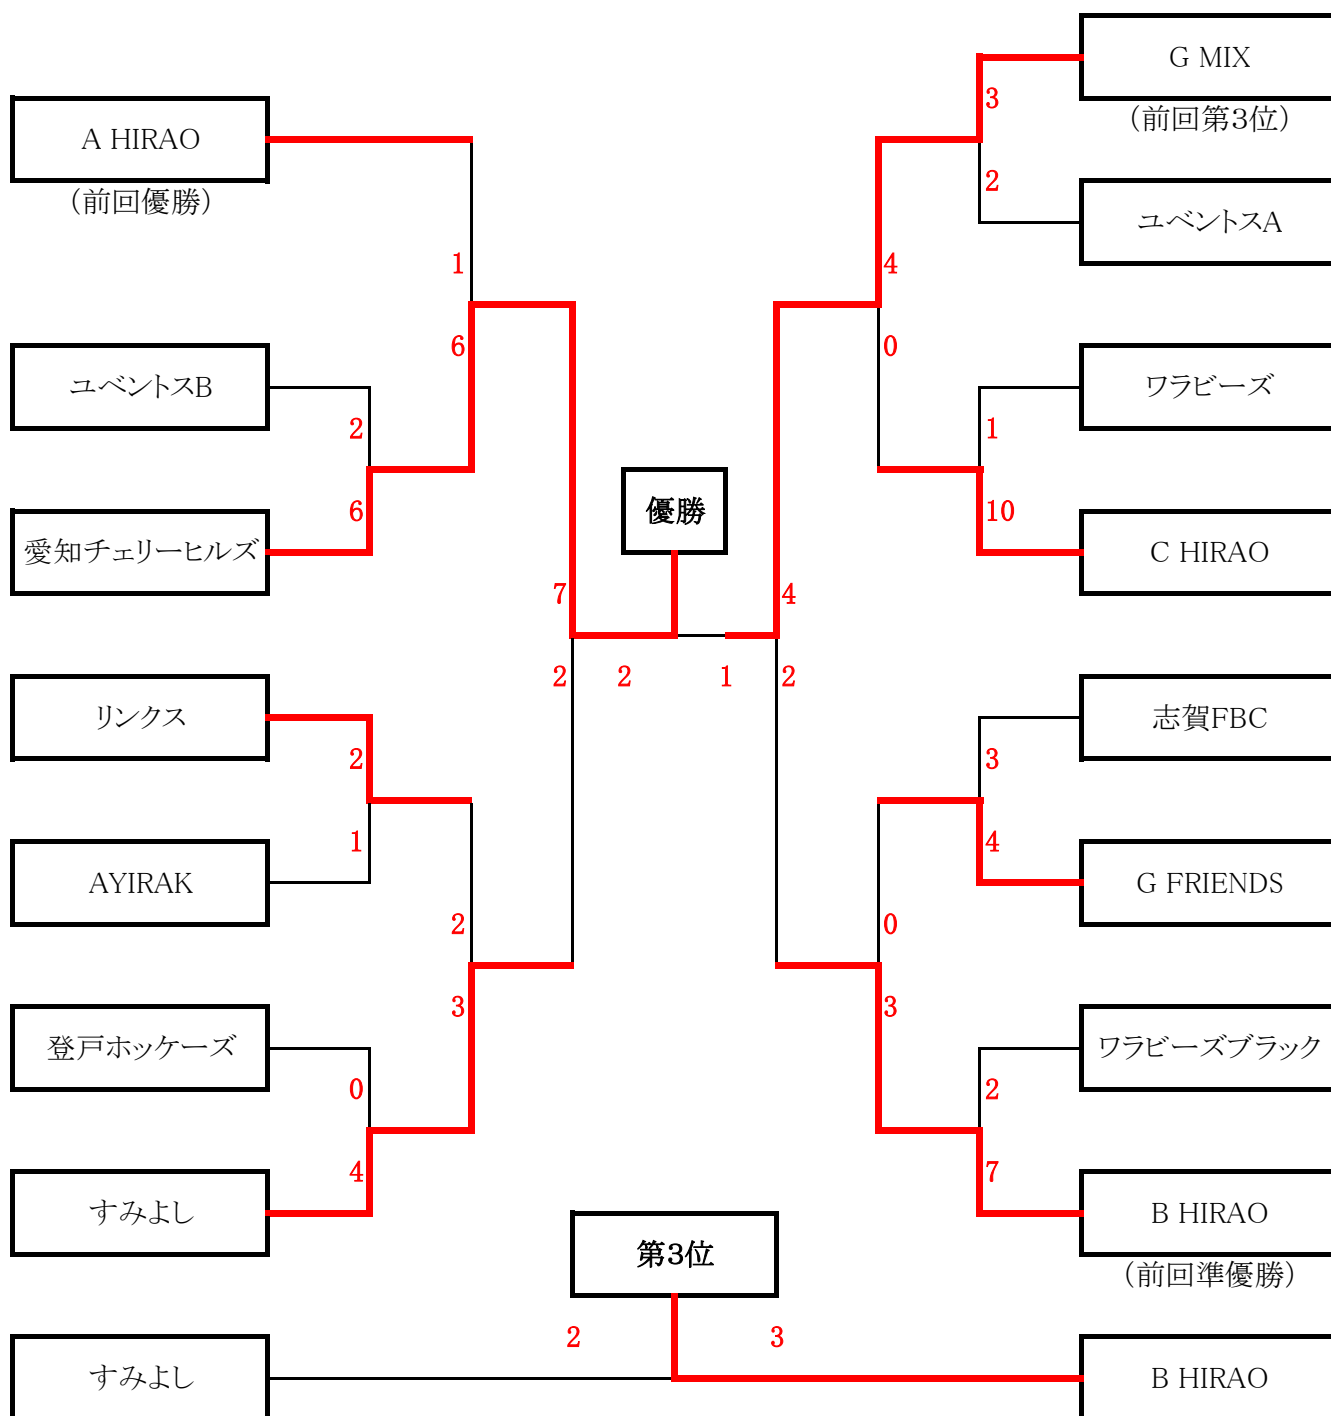 G MIX
(前回第3位)
3
A HIRAO
(前回優勝)
2
ユベントスA
1
4
6
0
ユベントスB
ワラビーズ
2
1
6
優勝
10
愛知チェリーヒルズ
C HIRAO
7
4
2
2
1
2
リンクス
志賀FBC
2
3
1
4
AYIRAK
G FRIENDS
2
0
3
3
登戸ホッケーズ
ワラビーズブラック
0
2
4
7
すみよし
B HIRAO
(前回準優勝)
第3位
2
3
すみよし
B HIRAO